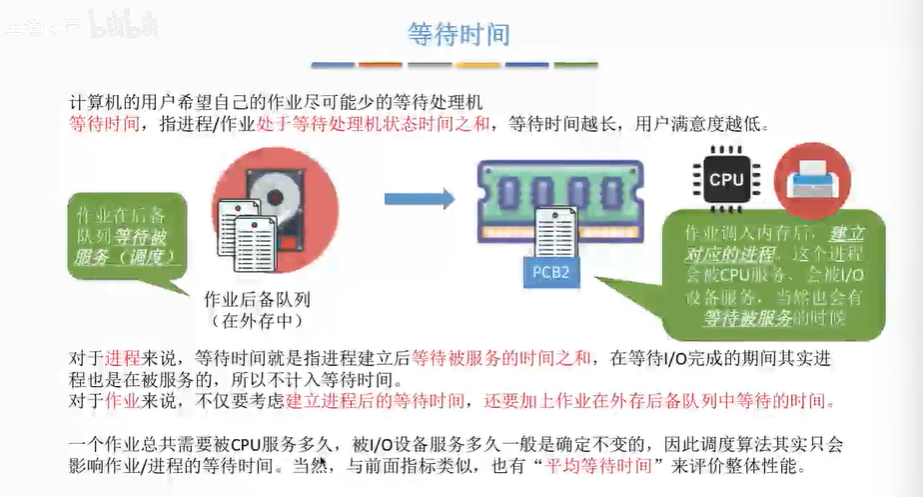 bilibili
等待时间
计算机的用户希望自己的作业尽可能少的等待处理机
等待时间，指进程/作业处于等待处理机状态时间之和，等待时间越长，用户满意度越低。
作业在后备
队列等待被
服务（调度）
作业后备队列
（在外存中）
PCB2
CPU
作业调入内存后，建立
对应的进程。这个进程
会被CPU服务、会被I/O
设备服务，当然也会有
等待被服务的时候
对于进程来说，等待时间就是指进程建立后等待被服务的时间之和，在等待I/O完成的期间其实进
程也是在被服务的，所以不计入等待时间。
对于作业来说，不仅要考虑建立进程后的等待时间，还要加上作业在外存后备队列中等待的时间。
一个作业总共需要被CPU服务多久，被I/O设备服务多久一般是确定不变的，因此调度算法其实只会
影响作业/进程的等待时间。当然，与前面指标类似，也有“平均等待时间”来评价整体性能。